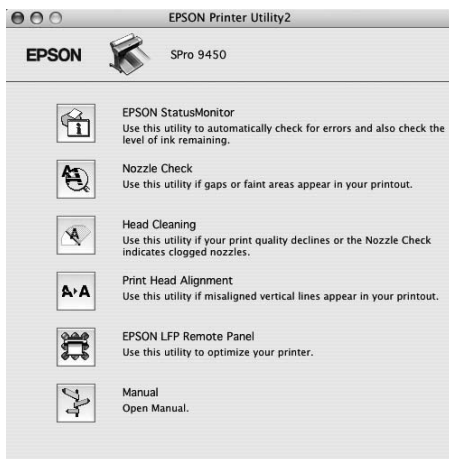 EPSON Printer Utility2
EPSON
SPro 9450
EPSON StatusMonitor
Use this utility to automatically check for errors and also check the
level of ink remaining.
Nozzle Check
Use this utility if gaps or faint areas appear in your printout.
Head Cleaning
Use this utility if your print quality declines or the Nozzle Check
indicates clogged nozzles.
Print Head Alignment
Use this utility if misaligned vertical lines appear in your printout.
EPSON LFP Remote Panel
Use this utility to optimize your printer.
Manual
Open Manual.